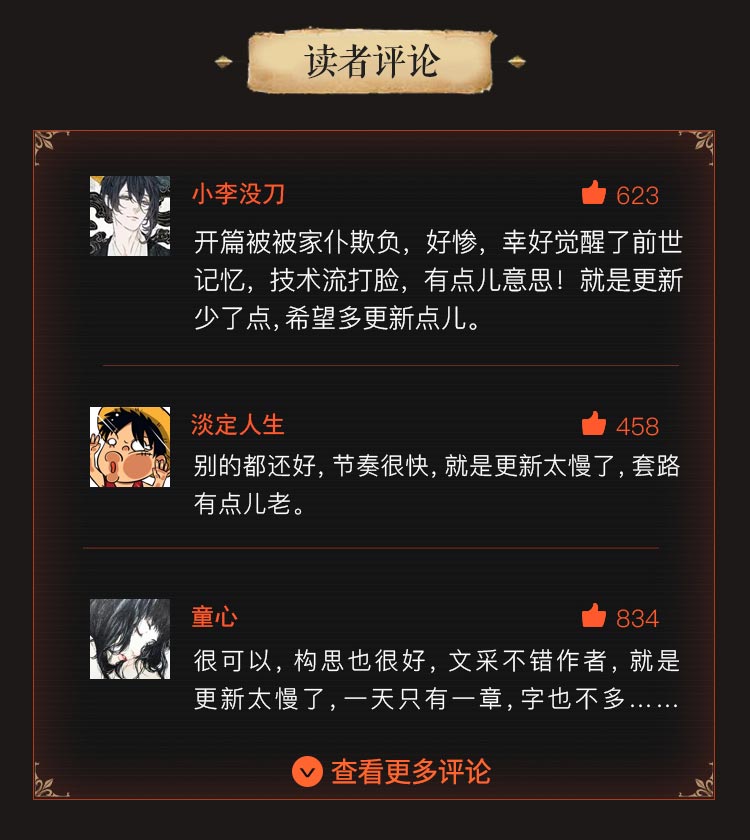 读者评论
小李没刀
623
开篇被被家仆欺负，好惨，幸好觉醒了前世
记忆，技术流打脸，有点儿意思！就是更新
少了点，希望多更新点儿。
淡定人生
458
别的都还好，节奏很快，就是更新太慢了，套路
有点儿老。
童心
834
很可以，构思也很好，文采不错作者，就是
更新太慢了，一天只有一章，字也不多……
查看更多评论